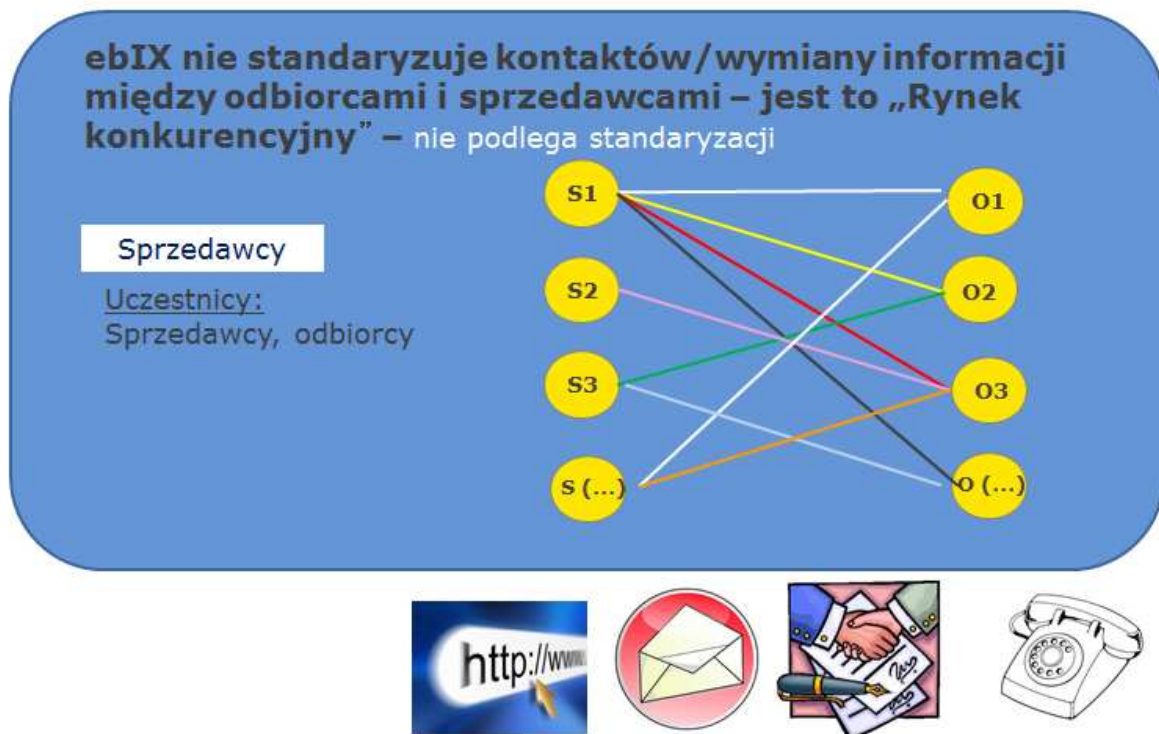 ebIX nie standaryzuje kontaktów/wymiany informacji
między odbiorcami i sprzedawcami – jest to „Rynek
konkurencyjny” – nie podlega standaryzacji
S1
O1
Sprzedawcy
Uczestnicy:
Sprzedawcy, odbiorcy
S2
O2
S3
O3
S (...)
O (...)
http://www